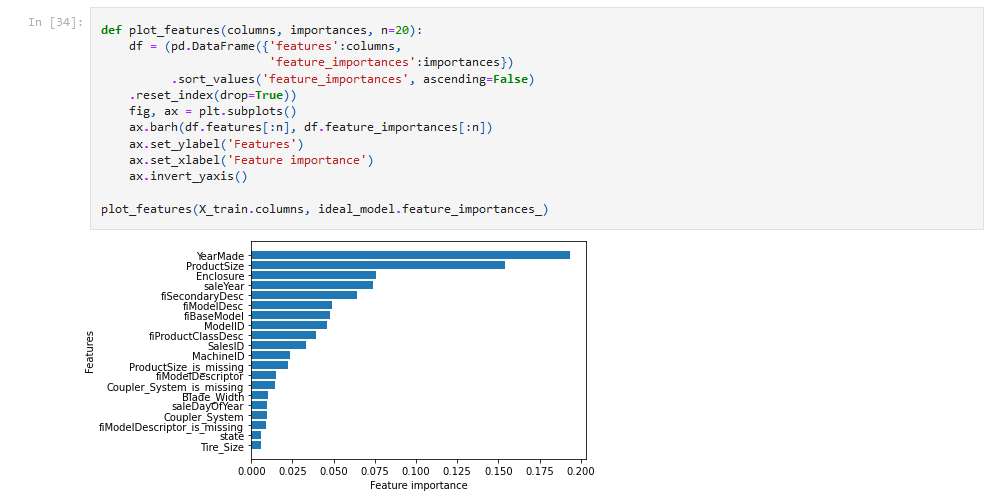 In [34]:
def plot_features(columns, importances, n=20):
    df = (pd.DataFrame({'features':columns,
                        'feature_importances':importances})
          .sort_values('feature_importances', ascending=False)
    .reset_index(drop=True))
    fig, ax = plt.subplots()
    ax.barh(df.features[:n], df.feature_importances[:n])
    ax.set_ylabel('Features')
    ax.set_xlabel('Feature importance')
    ax.invert_yaxis()
plot_features(X_train.columns, ideal_model.feature_importances_)
Features
YearMade
ProductSize
Enclosure
saleYear
fiSecondaryDesc
fiModelDesc
fiBaseModel
ModelID
fiProductClassDesc
SalesID
MachineID
ProductSize_is_missing
fiModelDescriptor
Coupler_System_is_missing
Blade_Width
saleDayOfYear
Coupler_System
fiModelDescriptor_is_missing
state
Tire_Size
0.000 0.025 0.050 0.075 0.100 0.125 0.150 0.175 0.200
Feature importance